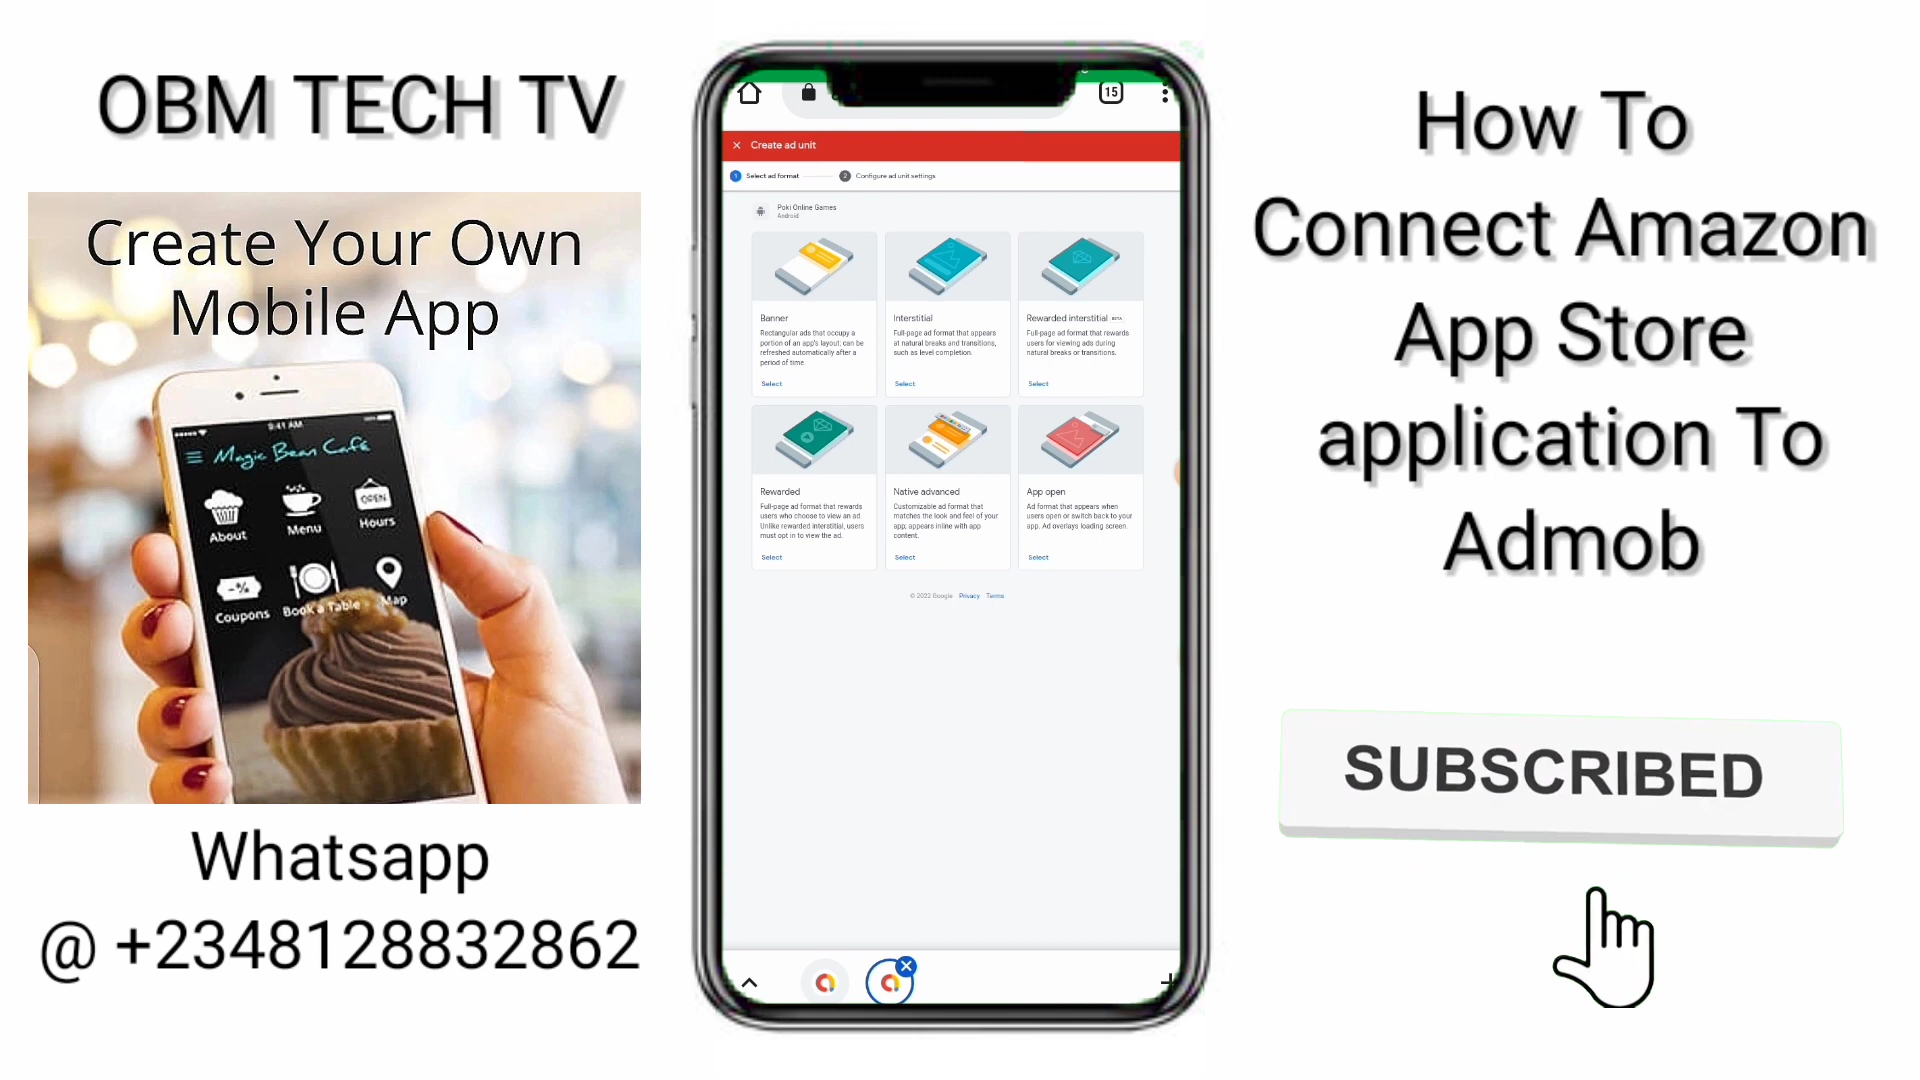 OBM TECH TV
Create Your Own
Mobile App
9:41 AM
Magic Bean Café
About
Menu
OPEN
Hours
Coupons
Book a Table
Map
Whatsapp
@ +2348128832862
15
Create ad unit
1 Select ad format
2 Configure ad unit settings
Poki Online Games
Android
Banner
Rectangular ads that occupy a
portion of an app's layout; can be
refreshed automatically after a
period of time
Select
Interstitial
Full-page ad format that appears
at natural breaks and transitions,
such as level completion.
Select
Rewarded interstitial BETA
Full-page ad format that rewards
users for viewing ads during
natural breaks or transitions.
Select
Rewarded
Full-page ad format that rewards
users who choose to view an ad.
Unlike rewarded interstitial, users
must opt in to view the ad.
Select
Native advanced
Customizable ad format that
matches the look and feel of your
app; appears inline with app
content.
Select
App open
Ad format that appears when
users open or switch back to your
app. Ad overlays loading screen.
Select
© 2022 Google Privacy Terms
How To
Connect Amazon
App Store
application To
Admob
SUBSCRIBED